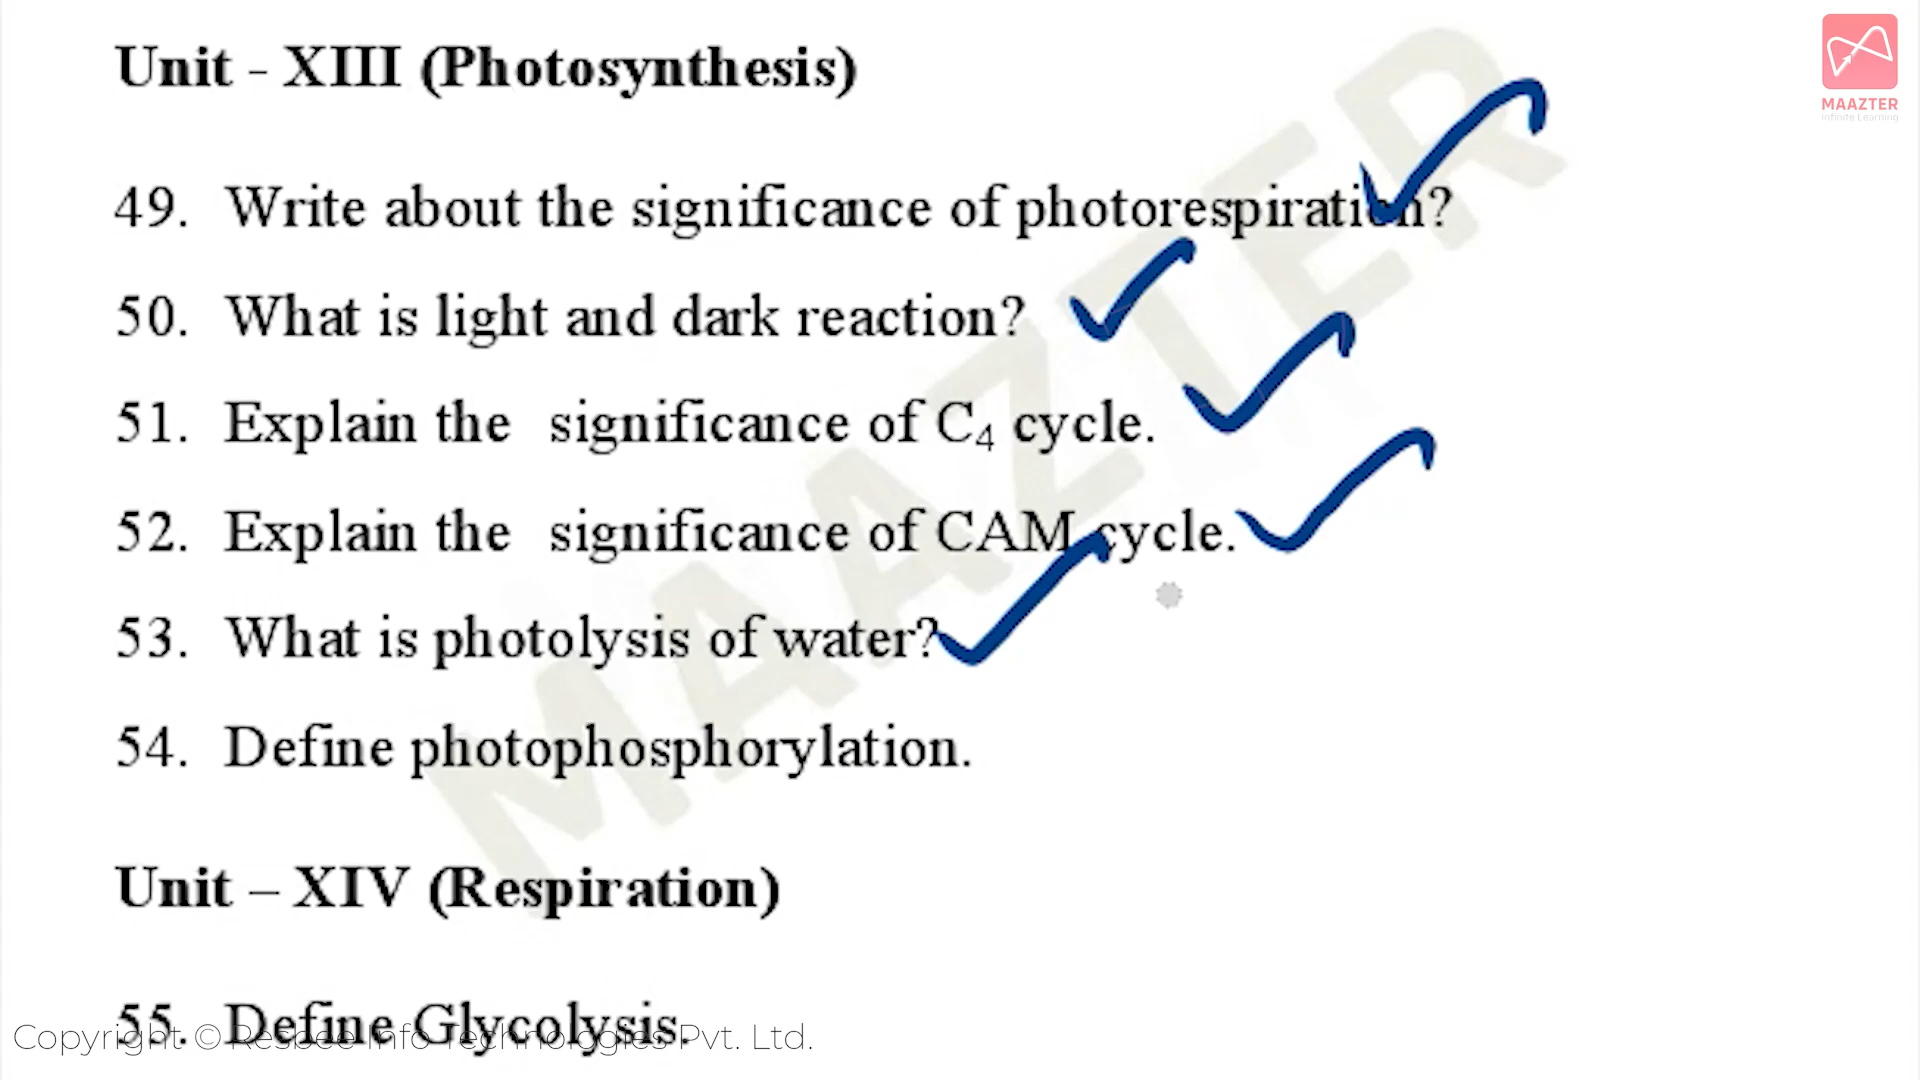 Unit - XIII (Photosynthesis)
MAAZTER
Infinite Learning
49. Write about the significance of photorespiration?
50. What is light and dark reaction?
51. Explain the significance of C₄ cycle.
52. Explain the significance of CAM cycle.
53. What is photolysis of water?
54. Define photophosphorylation.
MAAZTER
Unit – XIV (Respiration)
55. Define Glycolysis.
Copyright © Resbee Info Technologies Pvt. Ltd.